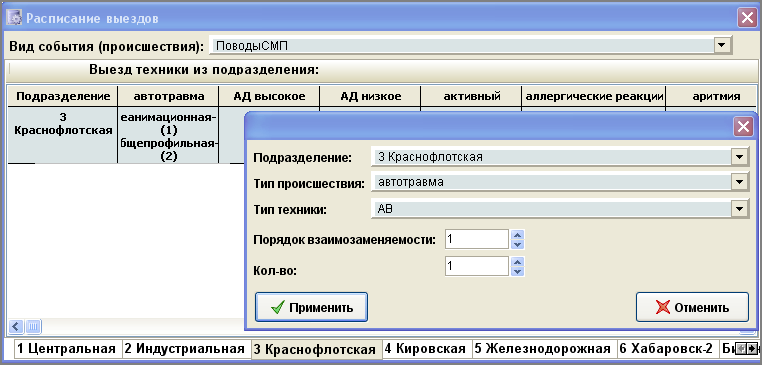 Расписание выездов
Вид события (происшествия): ПоводыСМП
Выезд техники из подразделения:
Подразделение автотравма АД высокое АД низкое активный аллергические реакции аритмия
3 Краснофлотская
еанимационная-
(1)
бщепрофильная-
(2)
Подразделение: 3 Краснофлотская
Тип происшествия: автотравма
Тип техники: АВ
Порядок взаимозаменяемости: 1
Кол-во: 1
Применить Отменить
1 Центральная 2 Индустриальная 3 Краснофлотская 4 Кировская 5 Железнодорожная 6 Хабаровск-2